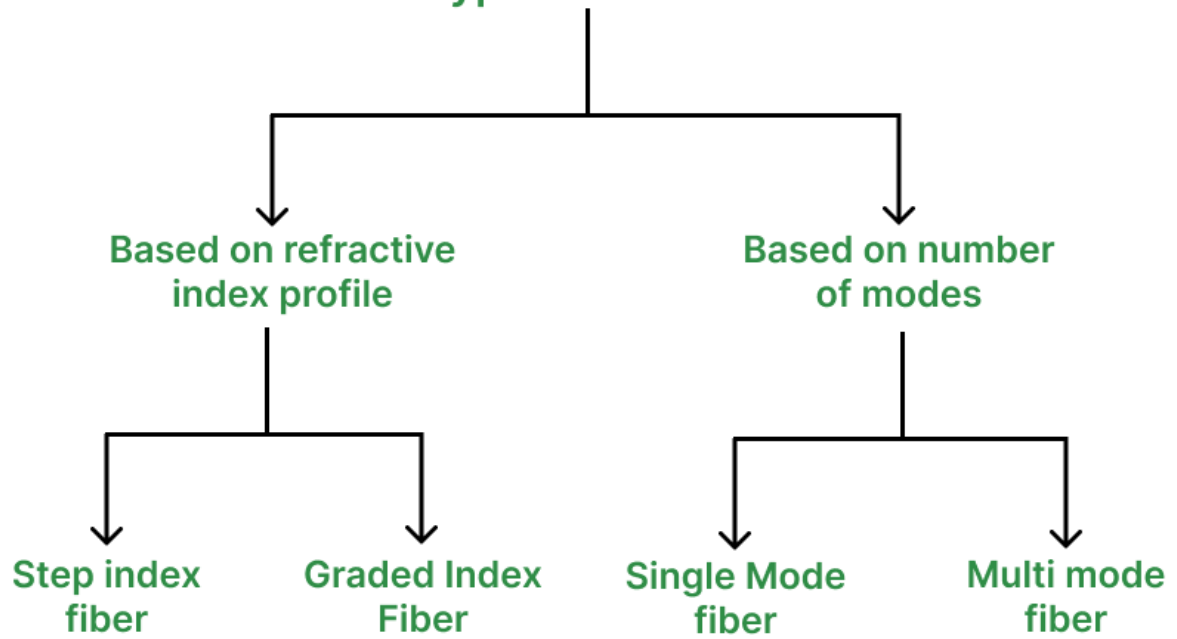 Based on refractive
index profile
Based on number
of modes
Step index
fiber
Graded Index
Fiber
Single Mode
fiber
Multi mode
fiber